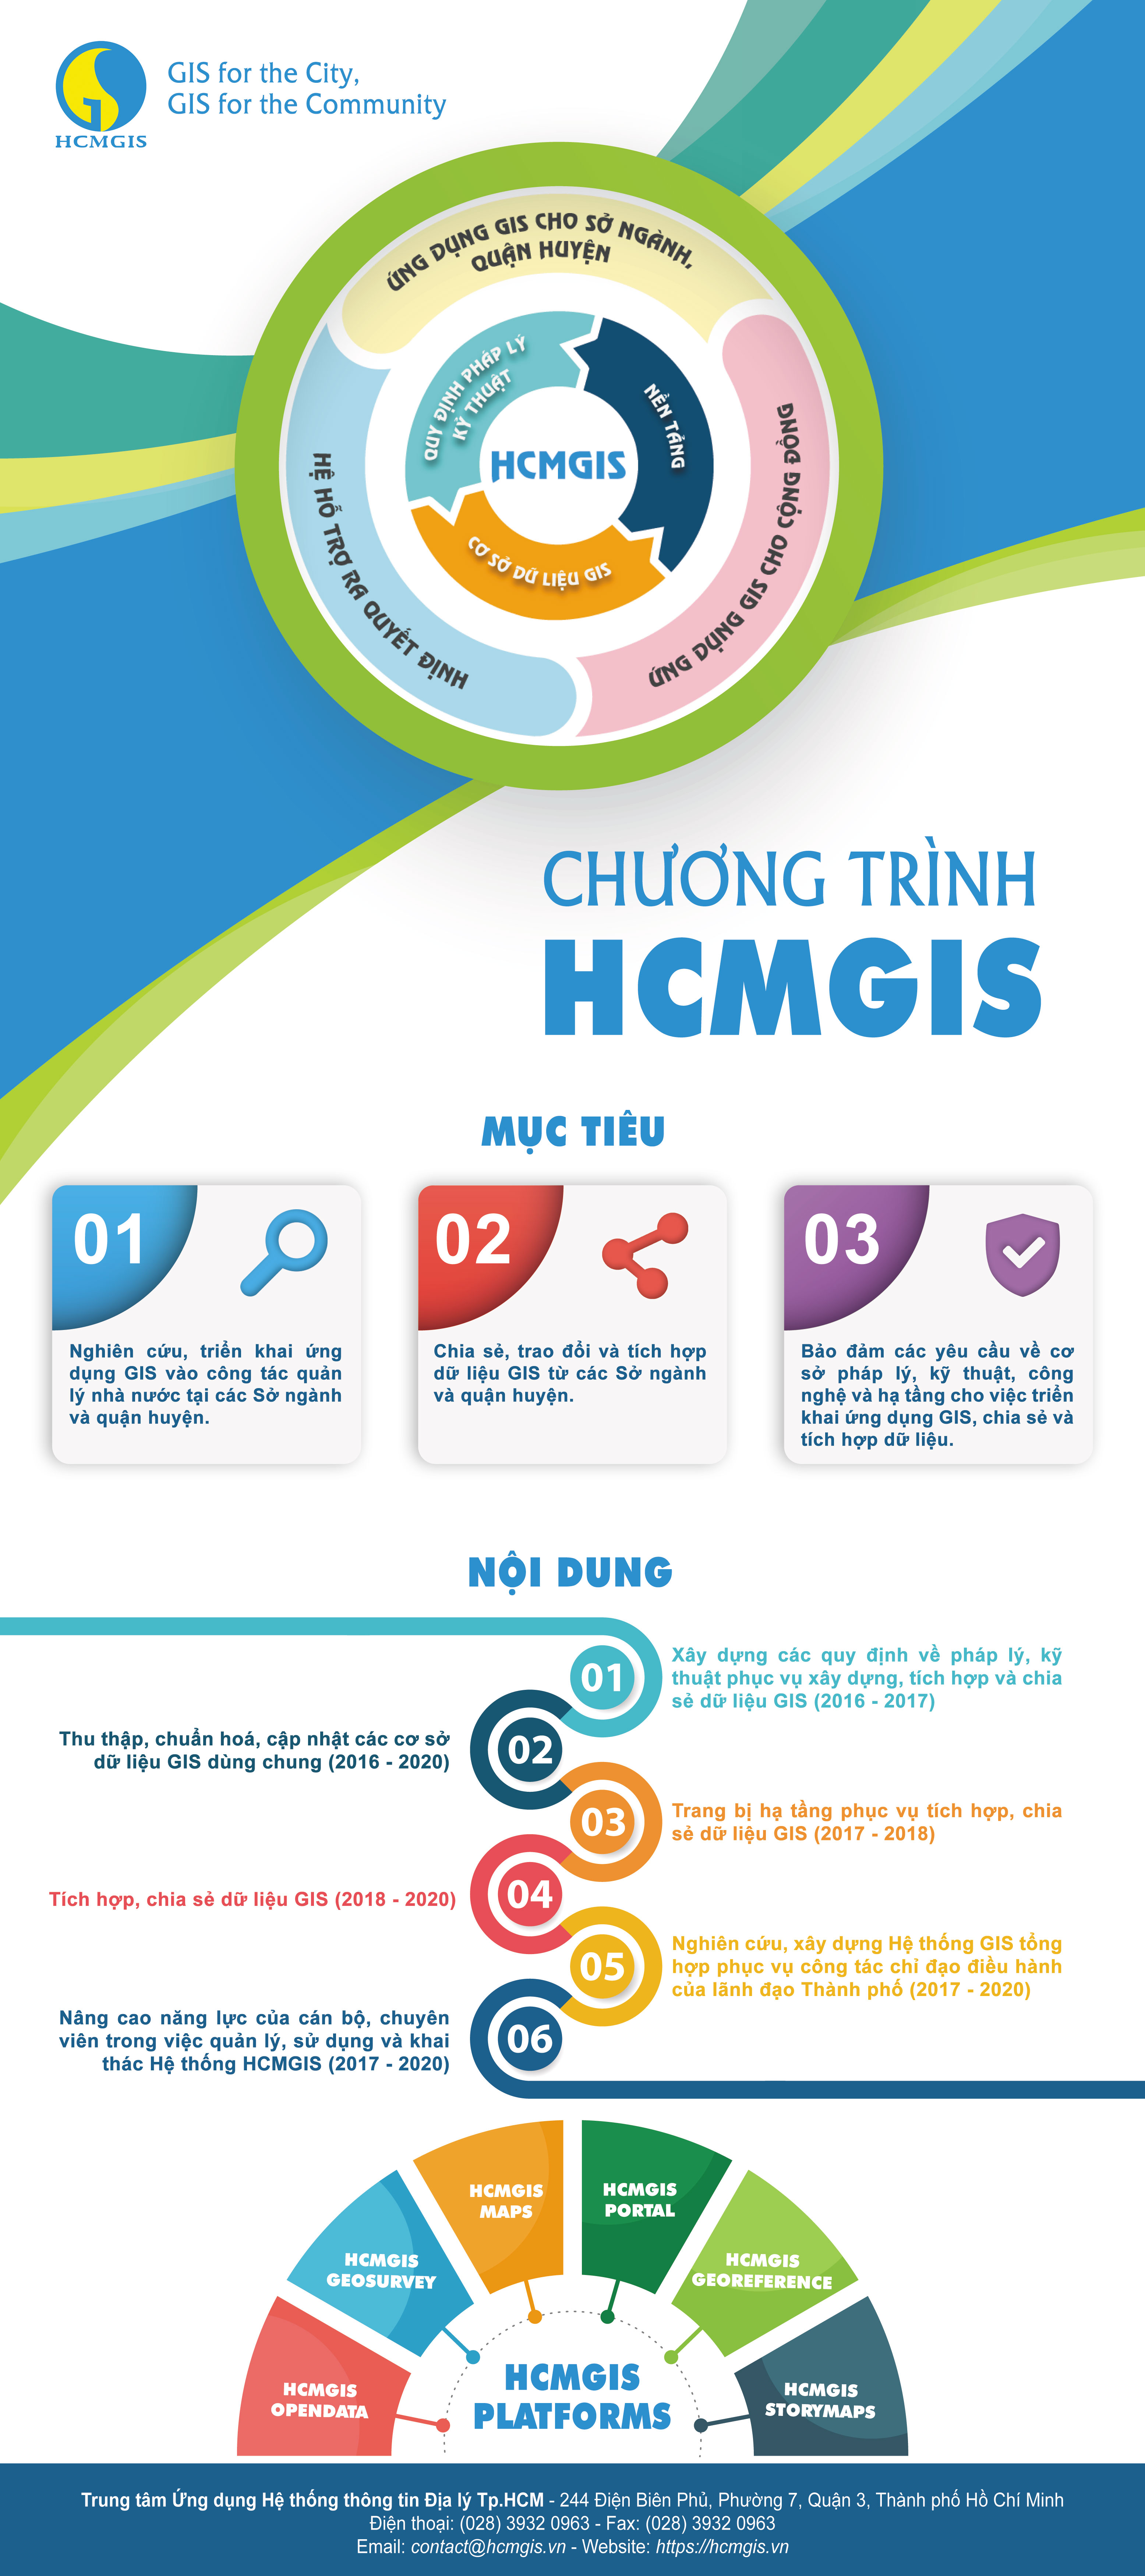 GIS for the City,
GIS for the Community
HCMGIS
ỨNG DỤNG GIS CHO SỞ NGÀNH,
QUẬN HUYỆN
QUY ĐỊNH PHÁP LÝ
KỸ THUẬT
NỀN TẢNG
HCMGIS
CƠ SỞ DỮ LIỆU GIS
HỆ HỖ TRỢ RA QUYẾT ĐỊNH
ỨNG DỤNG GIS CHO CỘNG ĐỒNG
CHƯƠNG TRÌNH
HCMGIS
MỤC TIÊU
01
Nghiên cứu, triển khai ứng
dụng GIS vào công tác quản
lý nhà nước tại các Sở ngành
và quận huyện.
02
Chia sẻ, trao đổi và tích hợp
dữ liệu GIS từ các Sở ngành
và quận huyện.
03
Bảo đảm các yêu cầu về cơ
sở pháp lý, kỹ thuật, công
nghệ và hạ tầng cho việc triển
khai ứng dụng GIS, chia sẻ và
tích hợp dữ liệu.
NỘI DUNG
01
Xây dựng các quy định về pháp lý, kỹ
thuật phục vụ xây dựng, tích hợp và chia
sẻ dữ liệu GIS (2016 - 2017)
02
Thu thập, chuẩn hoá, cập nhật các cơ sở
dữ liệu GIS dùng chung (2016 - 2020)
03
Trang bị hạ tầng phục vụ tích hợp, chia
sẻ dữ liệu GIS (2017 - 2018)
04
Tích hợp, chia sẻ dữ liệu GIS (2018 - 2020)
05
Nghiên cứu, xây dựng Hệ thống GIS tổng
hợp phục vụ công tác chỉ đạo điều hành
của lãnh đạo Thành phố (2017 - 2020)
06
Nâng cao năng lực của cán bộ, chuyên
viên trong việc quản lý, sử dụng và khai
thác Hệ thống HCMGIS (2017 - 2020)
HCMGIS
OPENDATA
HCMGIS
GEOSURVEY
HCMGIS
MAPS
HCMGIS
PORTAL
HCMGIS
GEOREFERENCE
HCMGIS
STORYMAPS
HCMGIS
PLATFORMS
Trung tâm Ứng dụng Hệ thống thông tin Địa lý Tp.HCM - 244 Điện Biên Phủ, Phường 7, Quận 3, Thành phố Hồ Chí Minh
Điện thoại: (028) 3932 0963 - Fax: (028) 3932 0963
Email: contact@hcmgis.vn - Website: https://hcmgis.vn